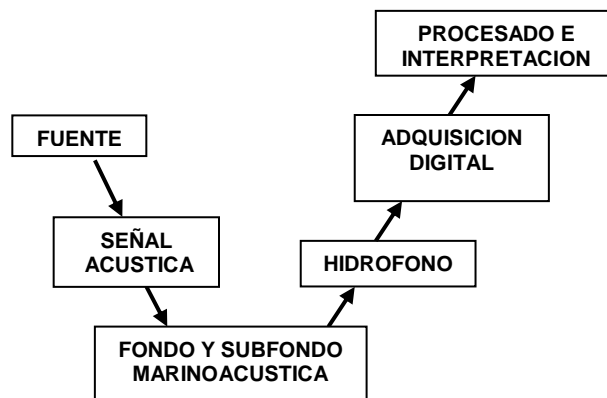 PROCESADO E
INTERPRETACION
FUENTE
ADQUISICION
DIGITAL
SEÑAL
ACUSTICA
HIDROFONO
FONDO Y SUBFONDO
MARINOACUSTICA